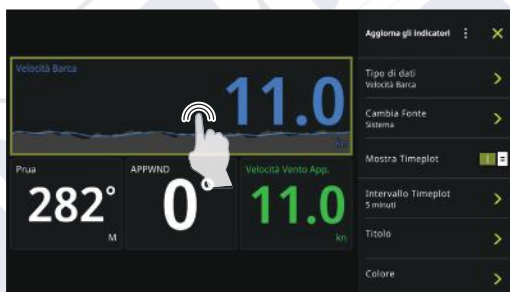 Aggiorna gli indicatori
Velocità Barca
11.0
Prua
282°
M
APPWND
0°
Velocità Vento App.
11.0
kn
Tipo di dati
Velocità Barca
Cambia Fonte
Sistema
Mostra Timeplot
Intervallo Timeplot
5 minuti
Titolo
Colore